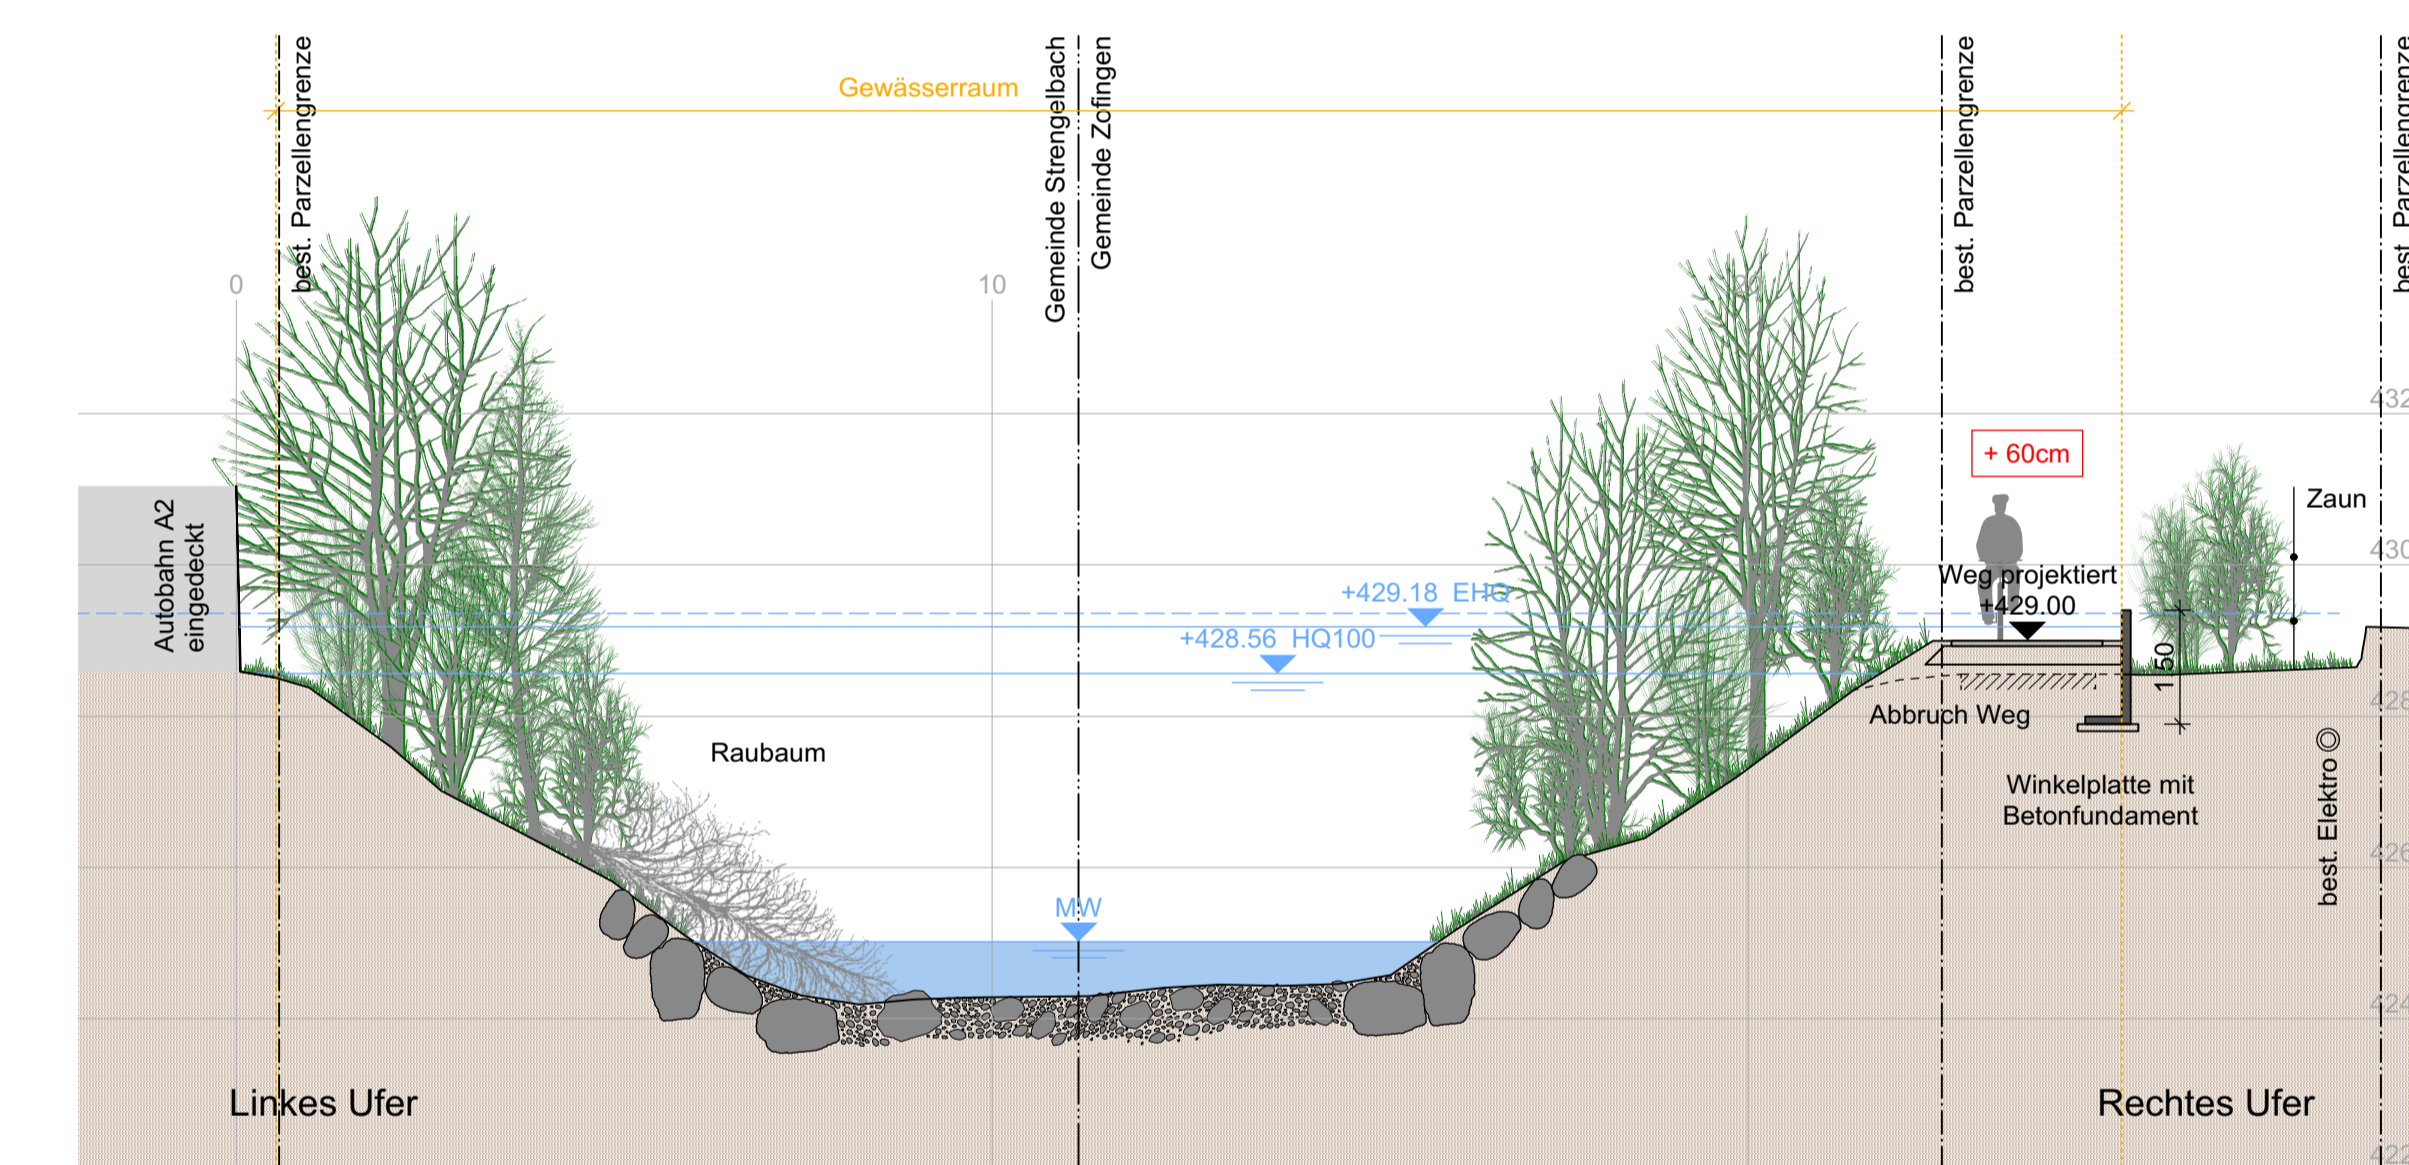 best. Parzellengrenze
Gewässerraum
Gemeinde Strengelbach
Gemeinde Zofingen
best. Parzellengrenze
best. Parzellengrenze
0
10
20
432
+ 60cm
Zaun
Autobahn A2
eingedeckt
430
Weg projektiert
+429.00
+429.18 EHQ
+428.56 HQ100
150
428
Abbruch Weg
Raubaum
Winkelplatte mit
Betonfundament
best. Elektro
426
MW
424
Linkes Ufer
Rechtes Ufer
422